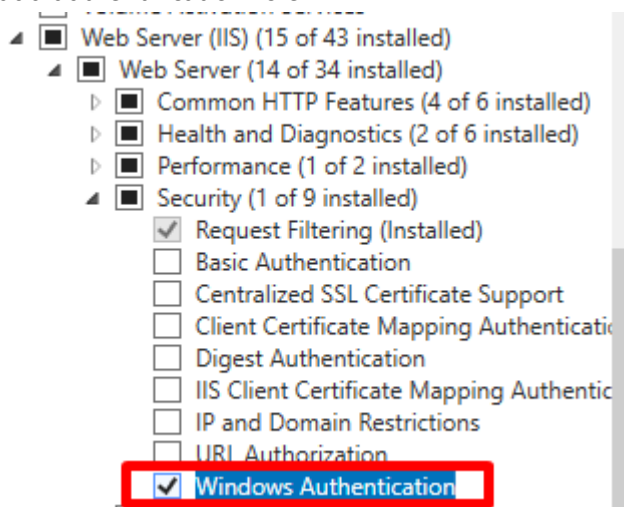 Web Server (IIS) (15 of 43 installed)
Web Server (14 of 34 installed)
Common HTTP Features (4 of 6 installed)
Health and Diagnostics (2 of 6 installed)
Performance (1 of 2 installed)
Security (1 of 9 installed)
Request Filtering (Installed)
Basic Authentication
Centralized SSL Certificate Support
Client Certificate Mapping Authenticatio
Digest Authentication
IIS Client Certificate Mapping Authentic
IP and Domain Restrictions
URL Authorization
Windows Authentication